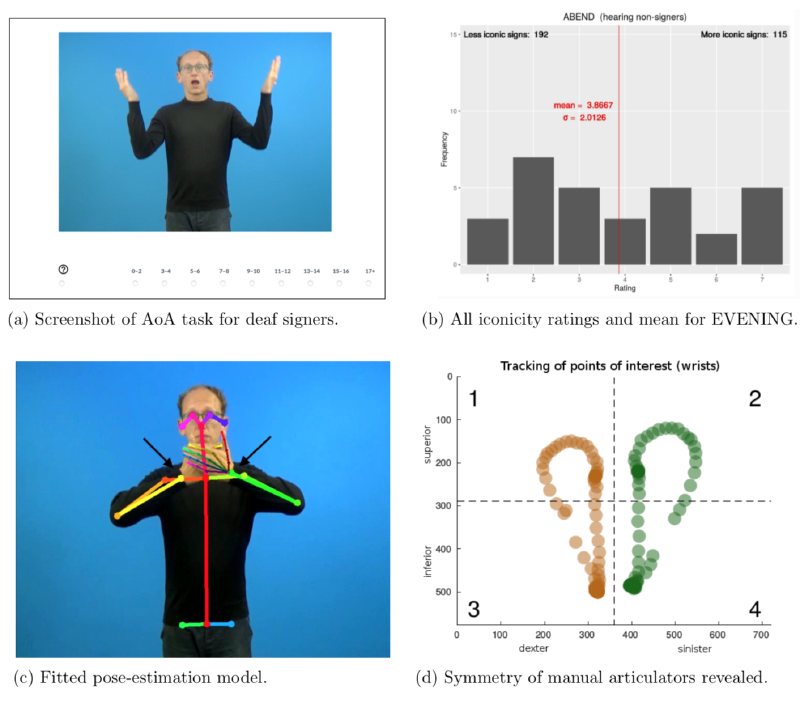 ?
0–2 3–4 5–6 7–8 9–10 11–12 13–14 15–16 17+
(a) Screenshot of AoA task for deaf signers.
ABEND (hearing non-signers)
Less iconic signs: 192 More iconic signs: 115
mean = 3.8667
σ = 2.0126
Frequency
15
10
5
0
1 2 3 4 5 6 7
Rating
(b) All iconicity ratings and mean for EVENING.
(c) Fitted pose-estimation model.
Tracking of points of interest (wrists)
1 2
3 4
superior
inferior
0
100
200
300
400
500
0 100 200 300 400 500 600 700
dexter sinister
(d) Symmetry of manual articulators revealed.